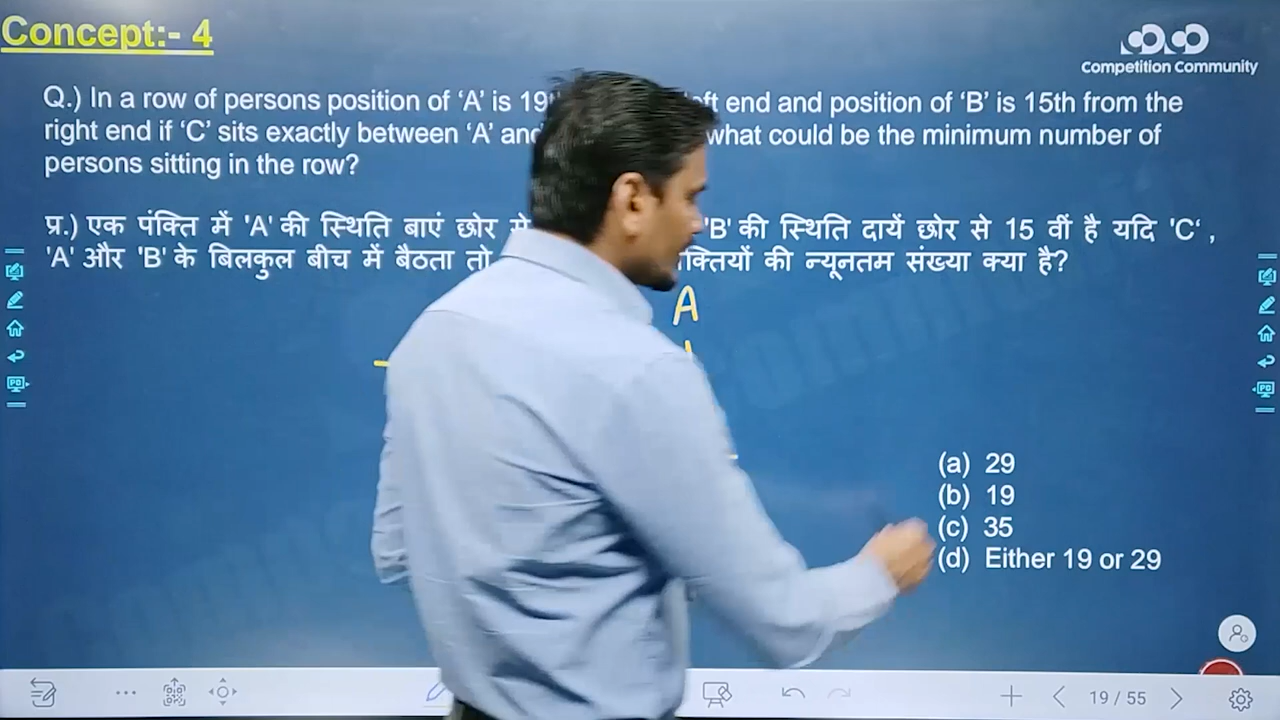 Concept:- 4
Competition Community
Q.) In a row of persons position of ‘A’ is 19 end and position of ‘B’ is 15th from the
right end if ‘C’ sits exactly between ‘A’ what could be the minimum number of
persons sitting in the row?
प्र.) एक पंक्ति में 'A' की स्थिति बाएं छोर 'B' की स्थिति दायें छोर से 15 वीं है यदि 'C‘ ,
'A' और 'B' के बिलकुल बीच में बैठता तो की न्यूनतम संख्या क्या है?
A
(a) 29
(b) 19
(c) 35
(d) Either 19 or 29
19 / 55